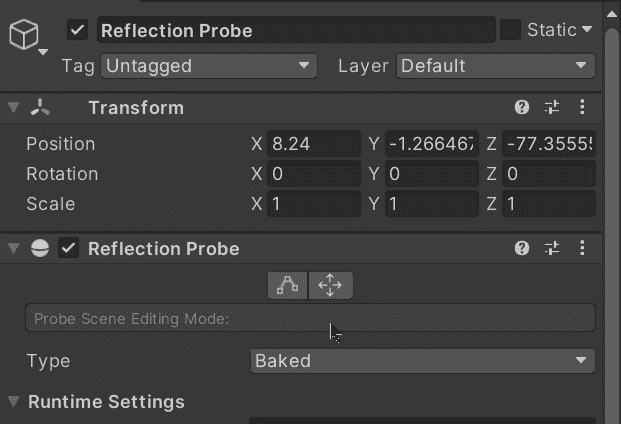 Reflection Probe Static
Tag Untagged Layer Default
Transform
Position X 8.24 Y -1.266467 Z -77.35555
Rotation X 0 Y 0 Z 0
Scale X 1 Y 1 Z 1
Reflection Probe
Probe Scene Editing Mode:
Type Baked
Runtime Settings